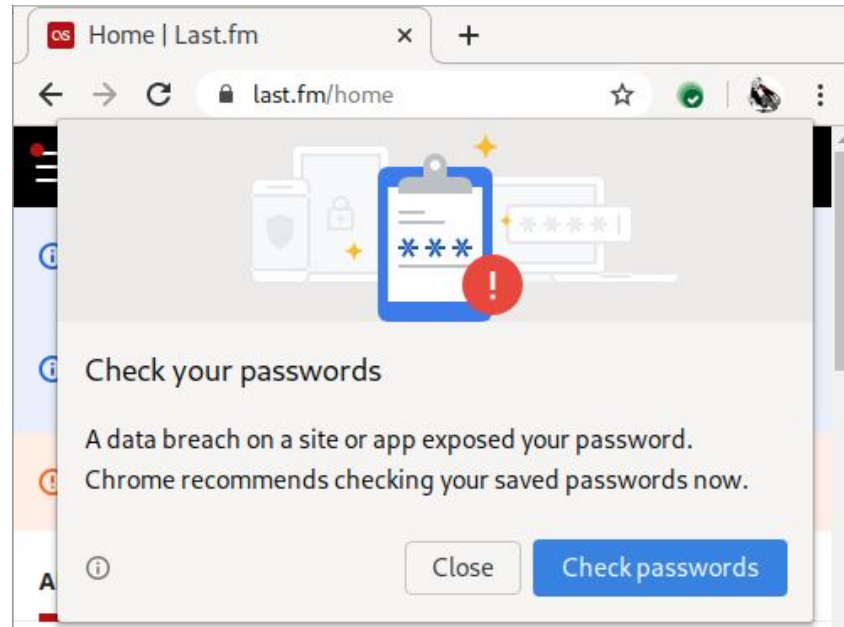 Home | Last.fm
last.fm/home
***
****|
Check your passwords
A data breach on a site or app exposed your password.
Chrome recommends checking your saved passwords now.
Close
Check passwords